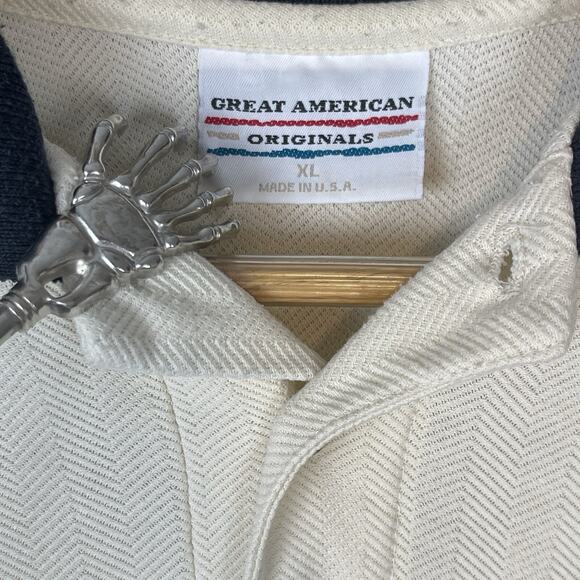 GREAT AMERICAN
ORIGINALS
XL
MADE IN U.S.A.